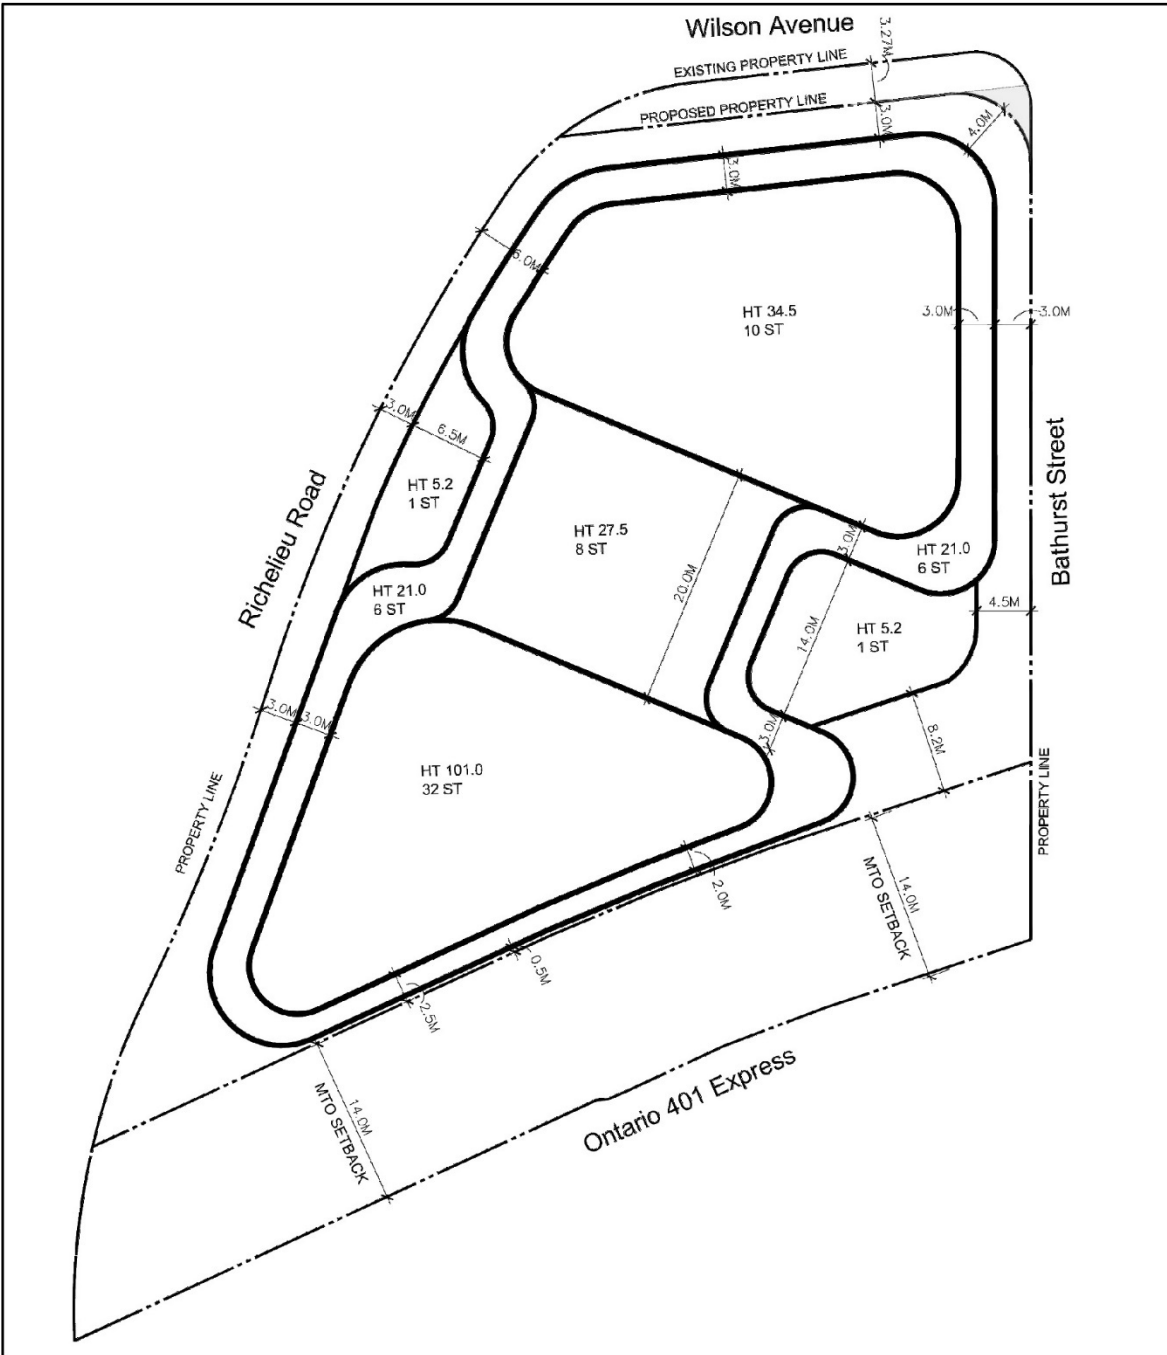 Wilson Avenue
3.27M
EXISTING PROPERTY LINE
PROPOSED PROPERTY LINE
3.0M
4.0M
3.0M
6.0M
HT 34.5
10 ST
3.0M
3.0M
3.0M
6.5M
Bathurst Street
HT 5.2
1 ST
Richelieu Road
HT 27.5
8 ST
3.0M
HT 21.0
6 ST
20.0M
HT 21.0
6 ST
4.5M
14.0M
HT 5.2
1 ST
3.0M
3.0M
3.0M
8.2M
HT 101.0
32 ST
PROPERTY LINE
PROPERTY LINE
2.0M
14.0M
MTO SETBACK
0.5M
2.5M
Ontario 401 Express
14.0M
MTO SETBACK